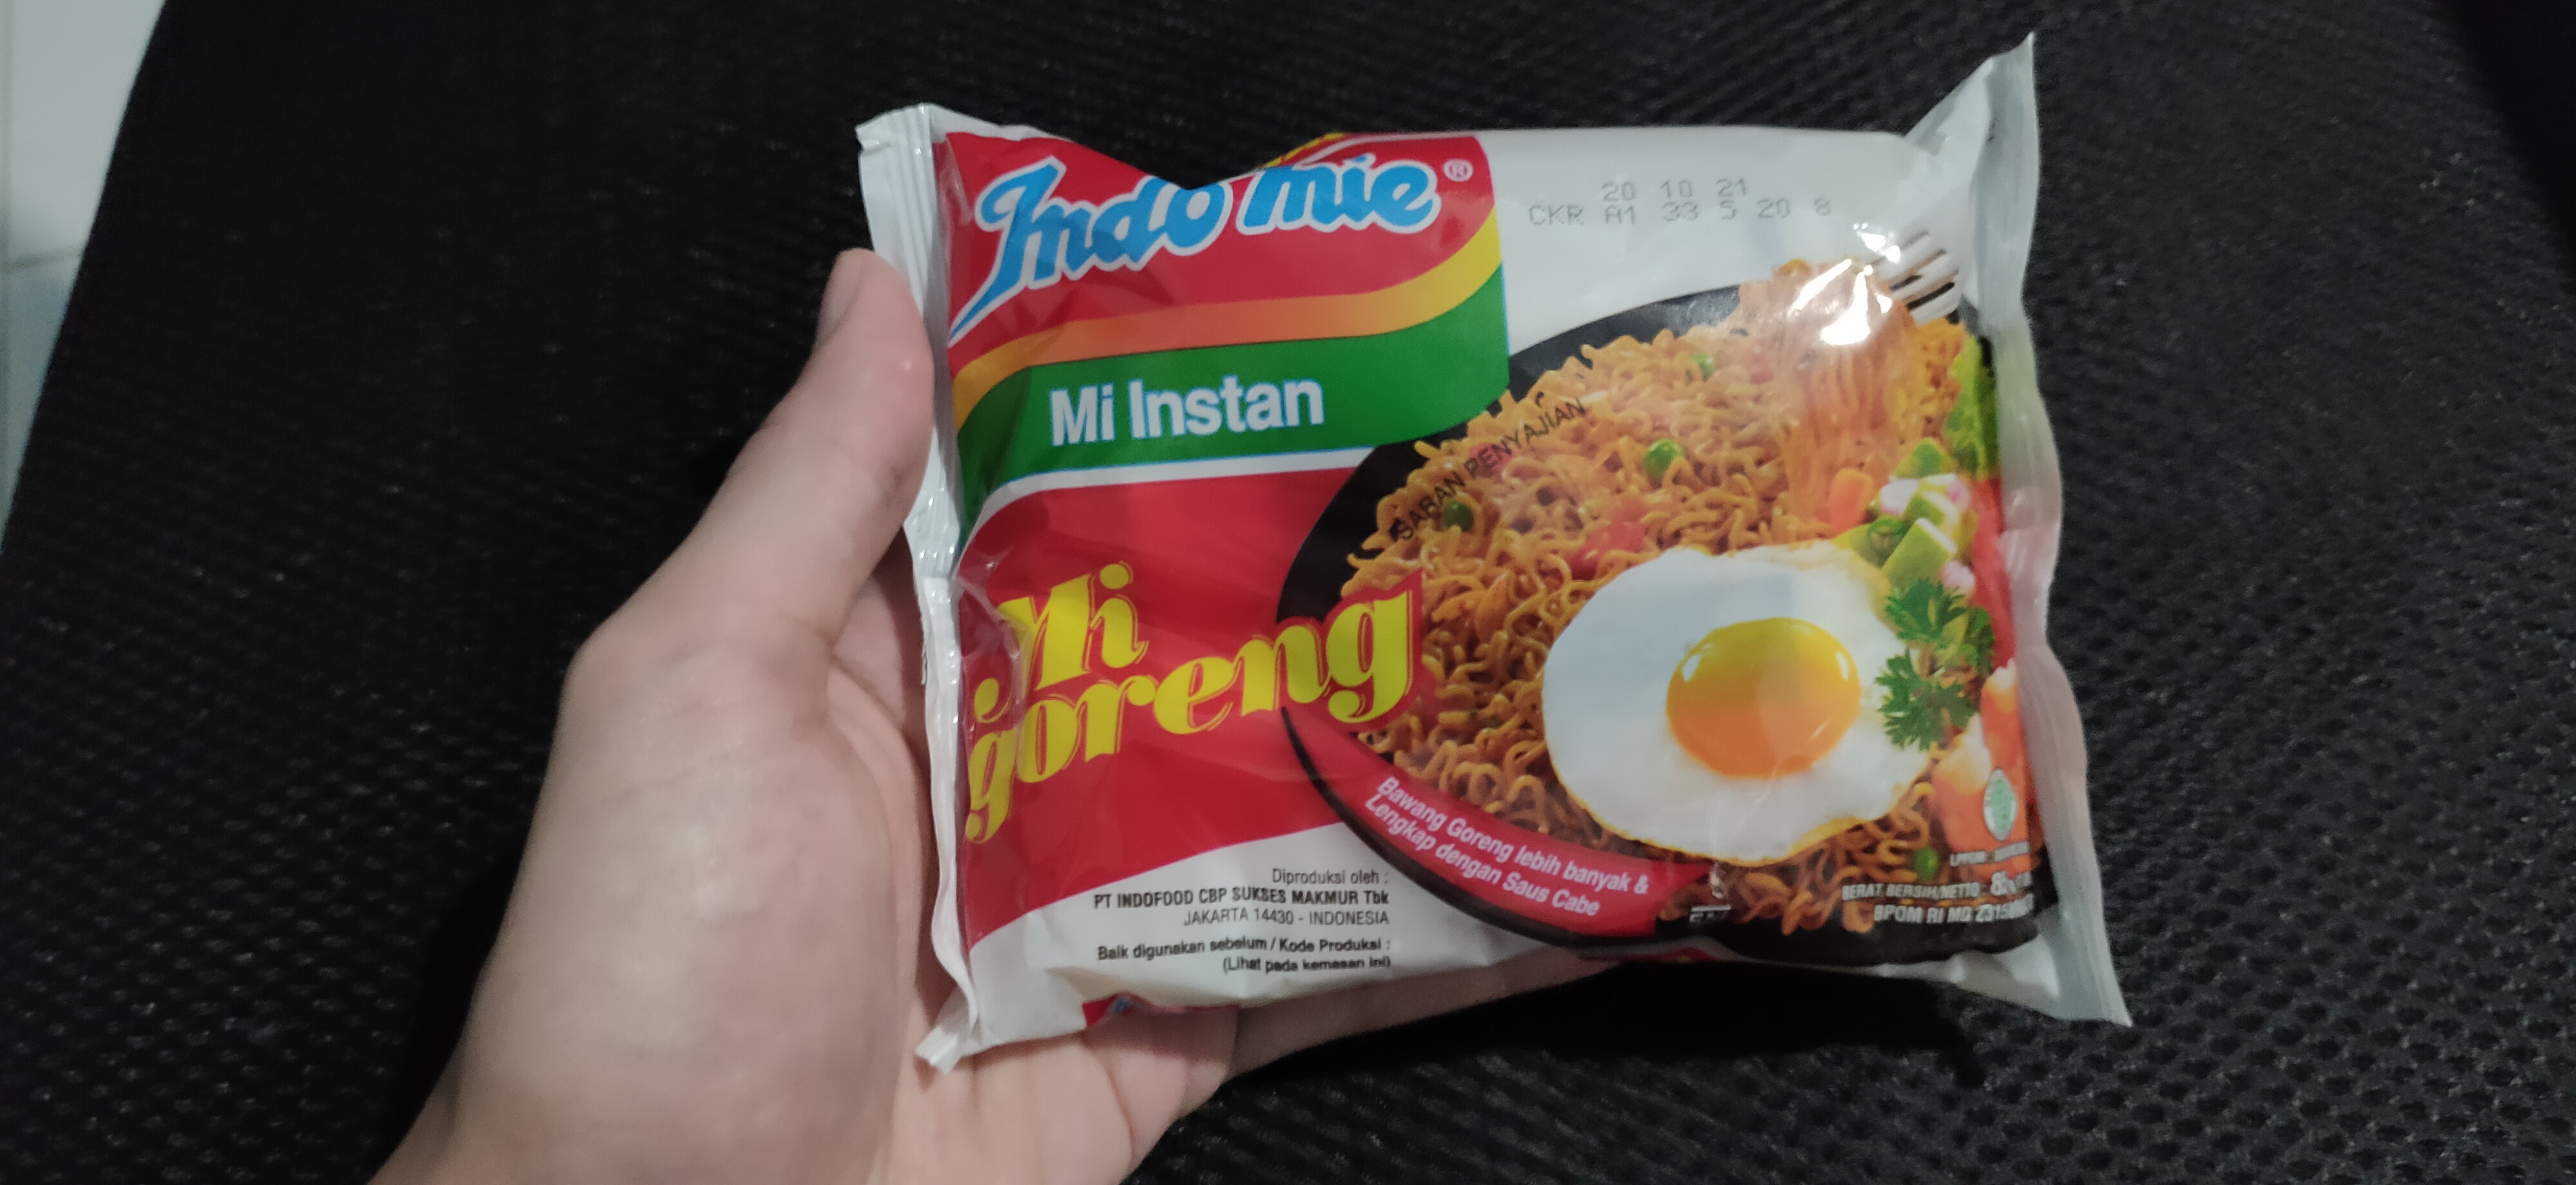 Indomie®
20 10 21
CKR A1 33 S 20 8
Mi Instan
SARAN PENYAJIAN
Mi
goreng
Bawang Goreng lebih banyak &
Lengkap dengan Saus Cabe
Diproduksi oleh :
PT INDOFOOD CBP SUKSES MAKMUR Tbk
JAKARTA 14430 - INDONESIA
Baik digunakan sebelum / Kode Produksi :
(Lihat pada kemasan ini)
BERAT BERSIH/NETTO :
BPOM RI MD